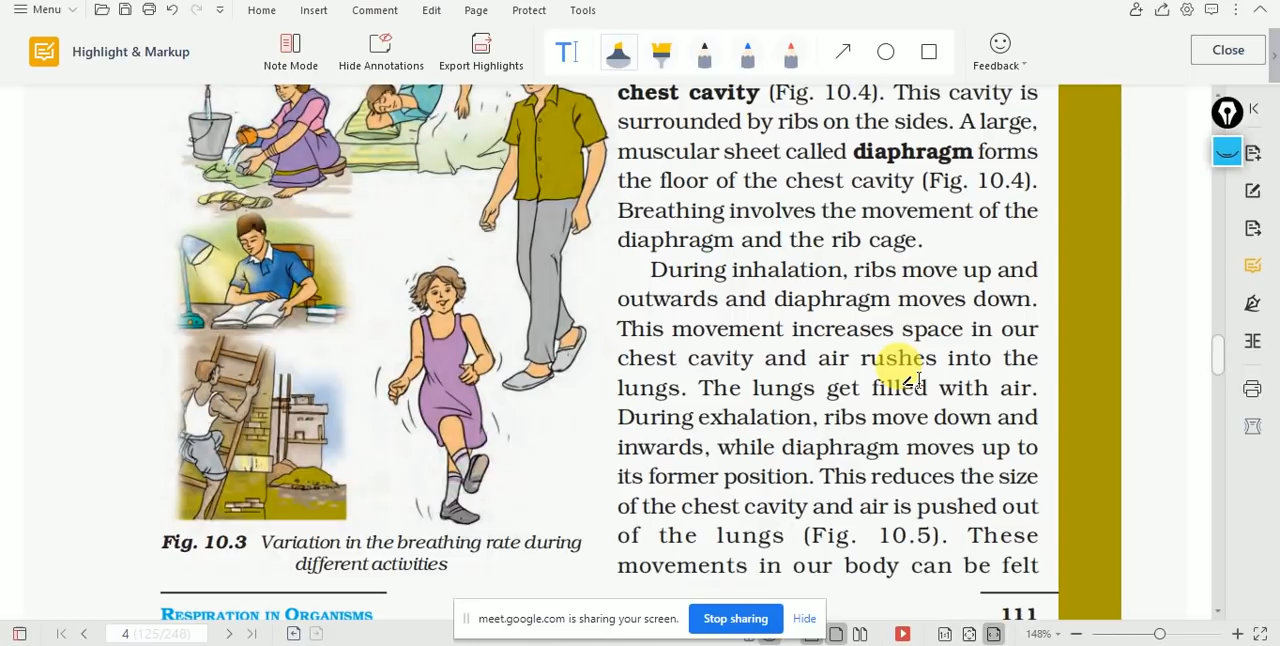 Menu
Home
Insert
Comment
Edit
Page
Protect
Tools
Highlight & Markup
Note Mode
Hide Annotations
Export Highlights
Feedback
Close
chest cavity (Fig. 10.4). This cavity is
surrounded by ribs on the sides. A large,
muscular sheet called diaphragm forms
the floor of the chest cavity (Fig. 10.4).
Breathing involves the movement of the
diaphragm and the rib cage.
During inhalation, ribs move up and
outwards and diaphragm moves down.
This movement increases space in our
chest cavity and air rushes into the
lungs. The lungs get filled with air.
During exhalation, ribs move down and
inwards, while diaphragm moves up to
its former position. This reduces the size
of the chest cavity and air is pushed out
of the lungs (Fig. 10.5). These
movements in our body can be felt
Fig. 10.3 Variation in the breathing rate during
different activities
RESPIRATION IN ORGANISMS
111
meet.google.com is sharing your screen.
Stop sharing
Hide
4 (125/248)
1:1
148%